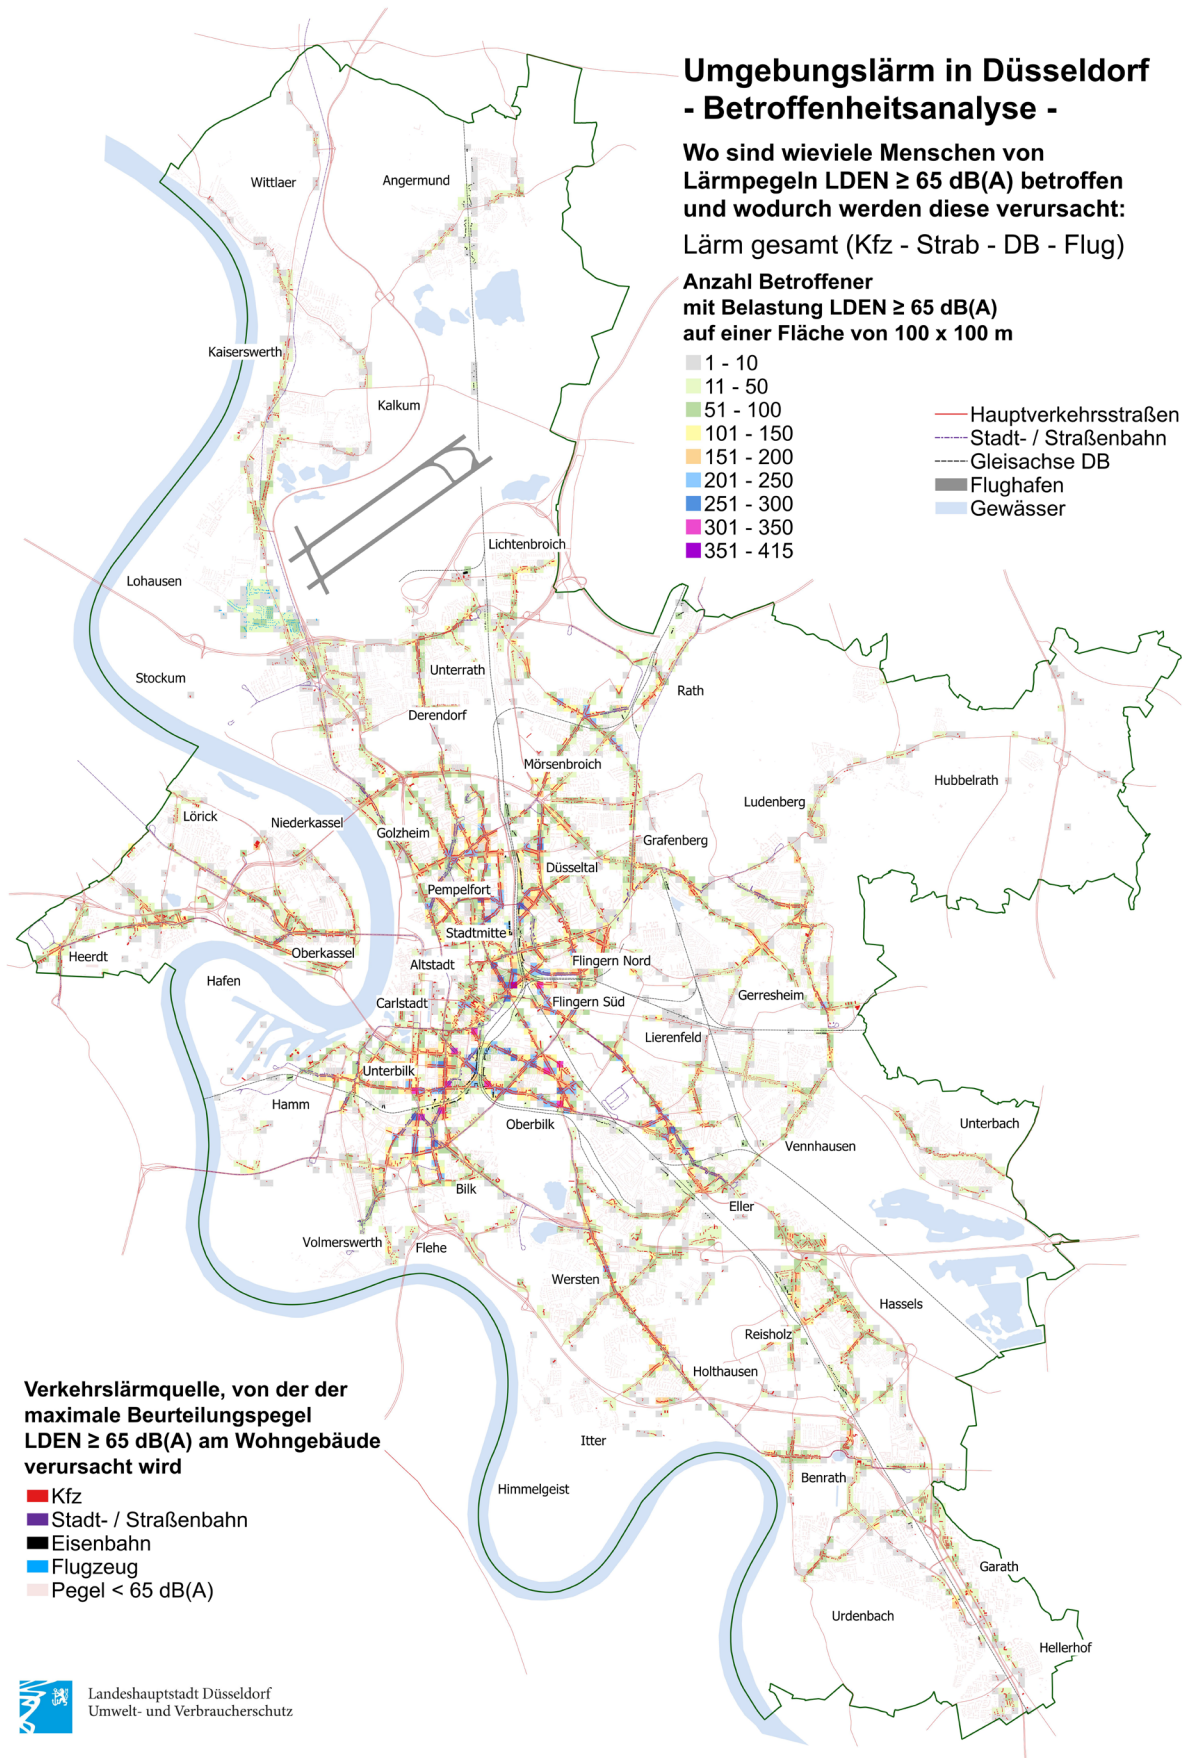 Umgebungslärm in Düsseldorf
- Betroffenheitsanalyse -
Wo sind wieviele Menschen von
Lärmpegeln LDEN ≥ 65 dB(A) betroffen
und wodurch werden diese verursacht:
Lärm gesamt (Kfz - Strab - DB - Flug)
Anzahl Betroffener
mit Belastung LDEN ≥ 65 dB(A)
auf einer Fläche von 100 x 100 m
1 - 10
11 - 50
51 - 100
101 - 150
151 - 200
201 - 250
251 - 300
301 - 350
351 - 415
Hauptverkehrsstraßen
Stadt- / Straßenbahn
Gleisachse DB
Flughafen
Gewässer
Wittlaer
Angermund
Kaiserswerth
Kalkum
Lichtenbroich
Lohausen
Unterrath
Stockum
Rath
Derendorf
Mörsenbroich
Hubbelrath
Ludenberg
Lörick
Niederkassel
Golzheim
Grafenberg
Düsseltal
Pempelfort
Stadtmitte
Heerdt
Oberkassel
Altstadt
Flingern Nord
Hafen
Carlstadt
Flingern Süd
Gerresheim
Lierenfeld
Unterbilk
Hamm
Oberbilk
Unterbach
Vennhausen
Bilk
Eller
Volmerswerth
Flehe
Wersten
Hassels
Reisholz
Holthausen
Itter
Benrath
Himmelgeist
Garath
Urdenbach
Hellerhof
Verkehrslärmquelle, von der der
maximale Beurteilungspegel
LDEN ≥ 65 dB(A) am Wohngebäude
verursacht wird
Kfz
Stadt- / Straßenbahn
Eisenbahn
Flugzeug
Pegel < 65 dB(A)
Landeshauptstadt Düsseldorf
Umwelt- und Verbraucherschutz